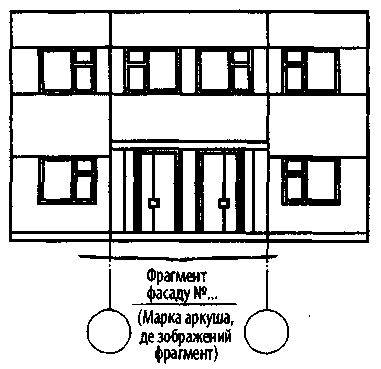 Фрагмент
фасаду №...
(Марка аркуша,
де зображений
фрагмент)